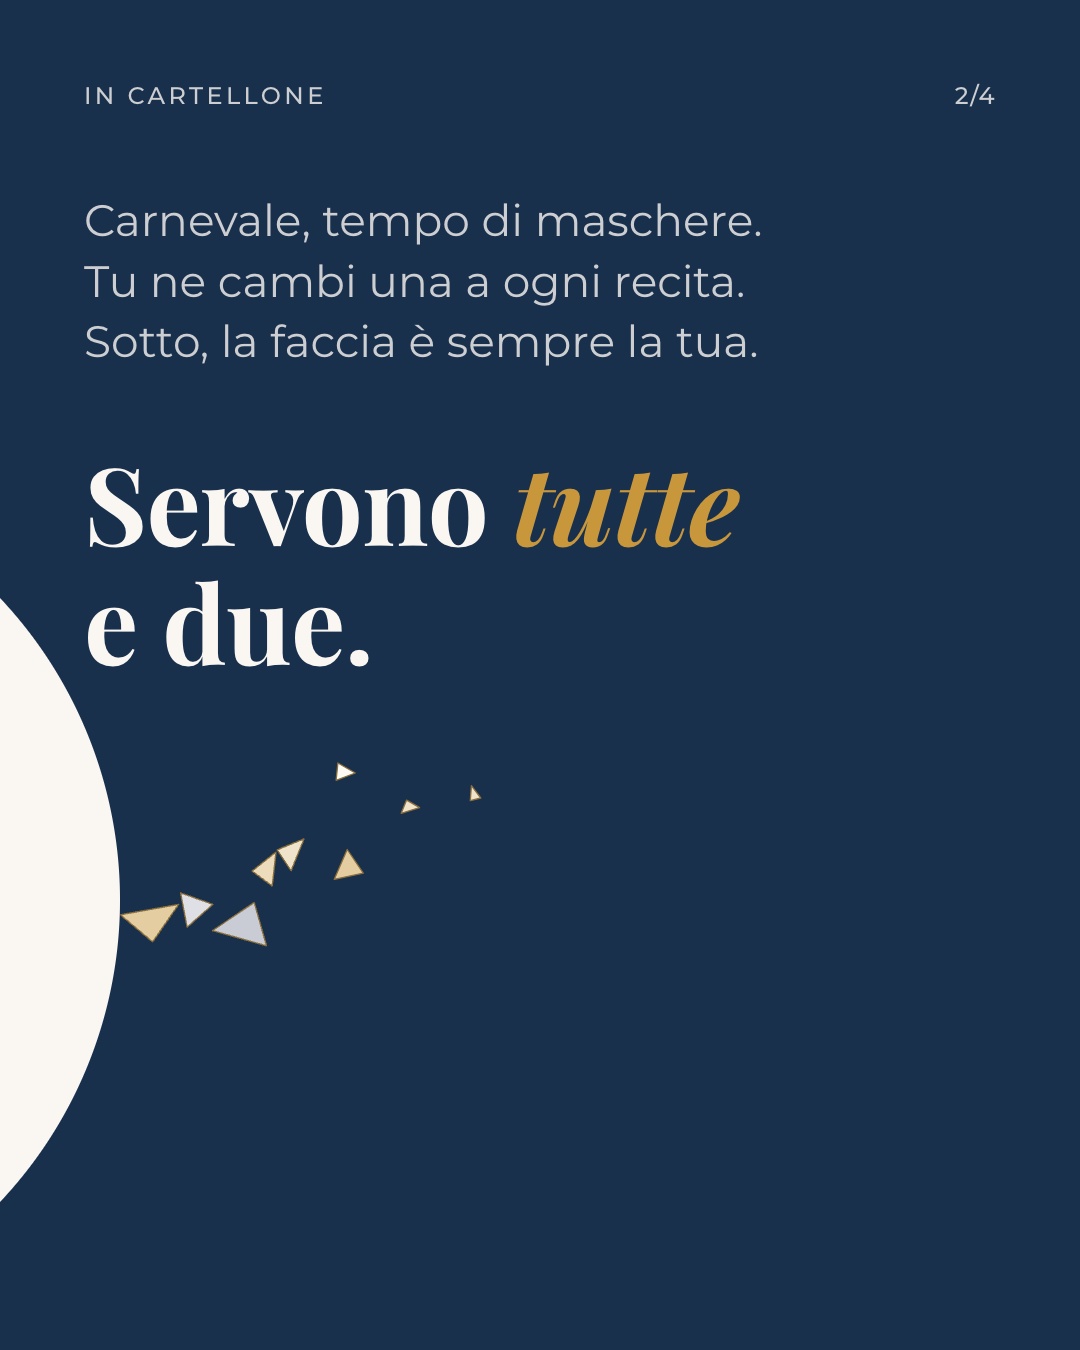 IN CARTELLONE
2/4
Carnevale, tempo di maschere.
Tu ne cambi una a ogni recita.
Sotto, la faccia è sempre la tua.
Servono tutte
e due.